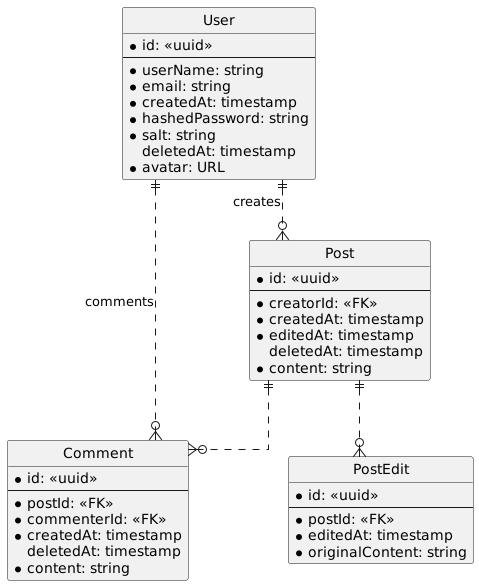 User
id: «uuid»
userName: string
email: string
createdAt: timestamp
hashedPassword: string
salt: string
deletedAt: timestamp
avatar: URL
creates
Post
id: «uuid»
creatorId: «FK»
createdAt: timestamp
editedAt: timestamp
deletedAt: timestamp
content: string
comments
Comment
id: «uuid»
postId: «FK»
commenterId: «FK»
createdAt: timestamp
deletedAt: timestamp
content: string
PostEdit
id: «uuid»
postId: «FK»
editedAt: timestamp
originalContent: string